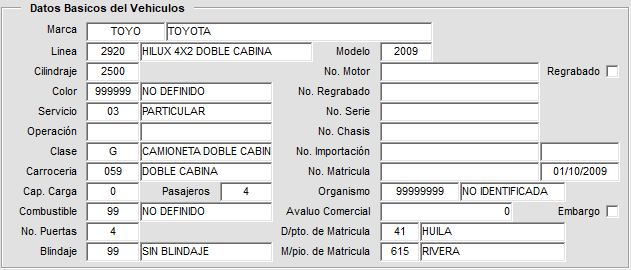 Datos Basicos del Vehiculos
Marca TOYO TOYOTA
Linea 2920 HILUX 4X2 DOBLE CABINA Modelo 2009
Cilindraje 2500 No. Motor Regrabado
Color 999999 NO DEFINIDO No. Regrabado
Servicio 03 PARTICULAR No. Serie
Operación No. Chasis
Clase G CAMIONETA DOBLE CABIN No. Importación
Carroceria 059 DOBLE CABINA No. Matricula 01/10/2009
Cap. Carga 0 Pasajeros 4 Organismo 99999999 NO IDENTIFICADA
Combustible 99 NO DEFINIDO Avaluo Comercial 0 Embargo
No. Puertas 4 D/pto. de Matricula 41 HUILA
Blindaje 99 SIN BLINDAJE M/pio. de Matricula 615 RIVERA